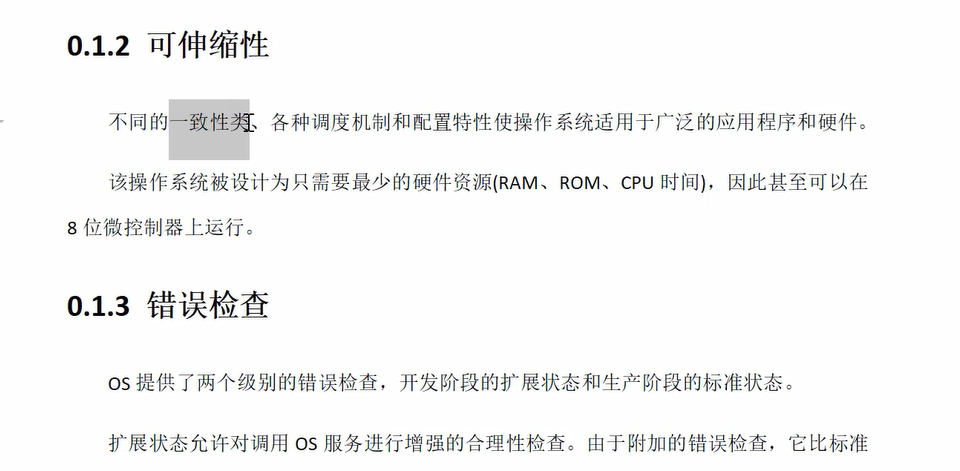 0.1.2 可伸缩性
不同的一致性类、各种调度机制和配置特性使操作系统适用于广泛的应用程序和硬件。
该操作系统被设计为只需要最少的硬件资源(RAM、ROM、CPU 时间)，因此甚至可以在
8 位微控制器上运行。
0.1.3 错误检查
OS 提供了两个级别的错误检查，开发阶段的扩展状态和生产阶段的标准状态。
扩展状态允许对调用 OS 服务进行增强的合理性检查。由于附加的错误检查，它比标准